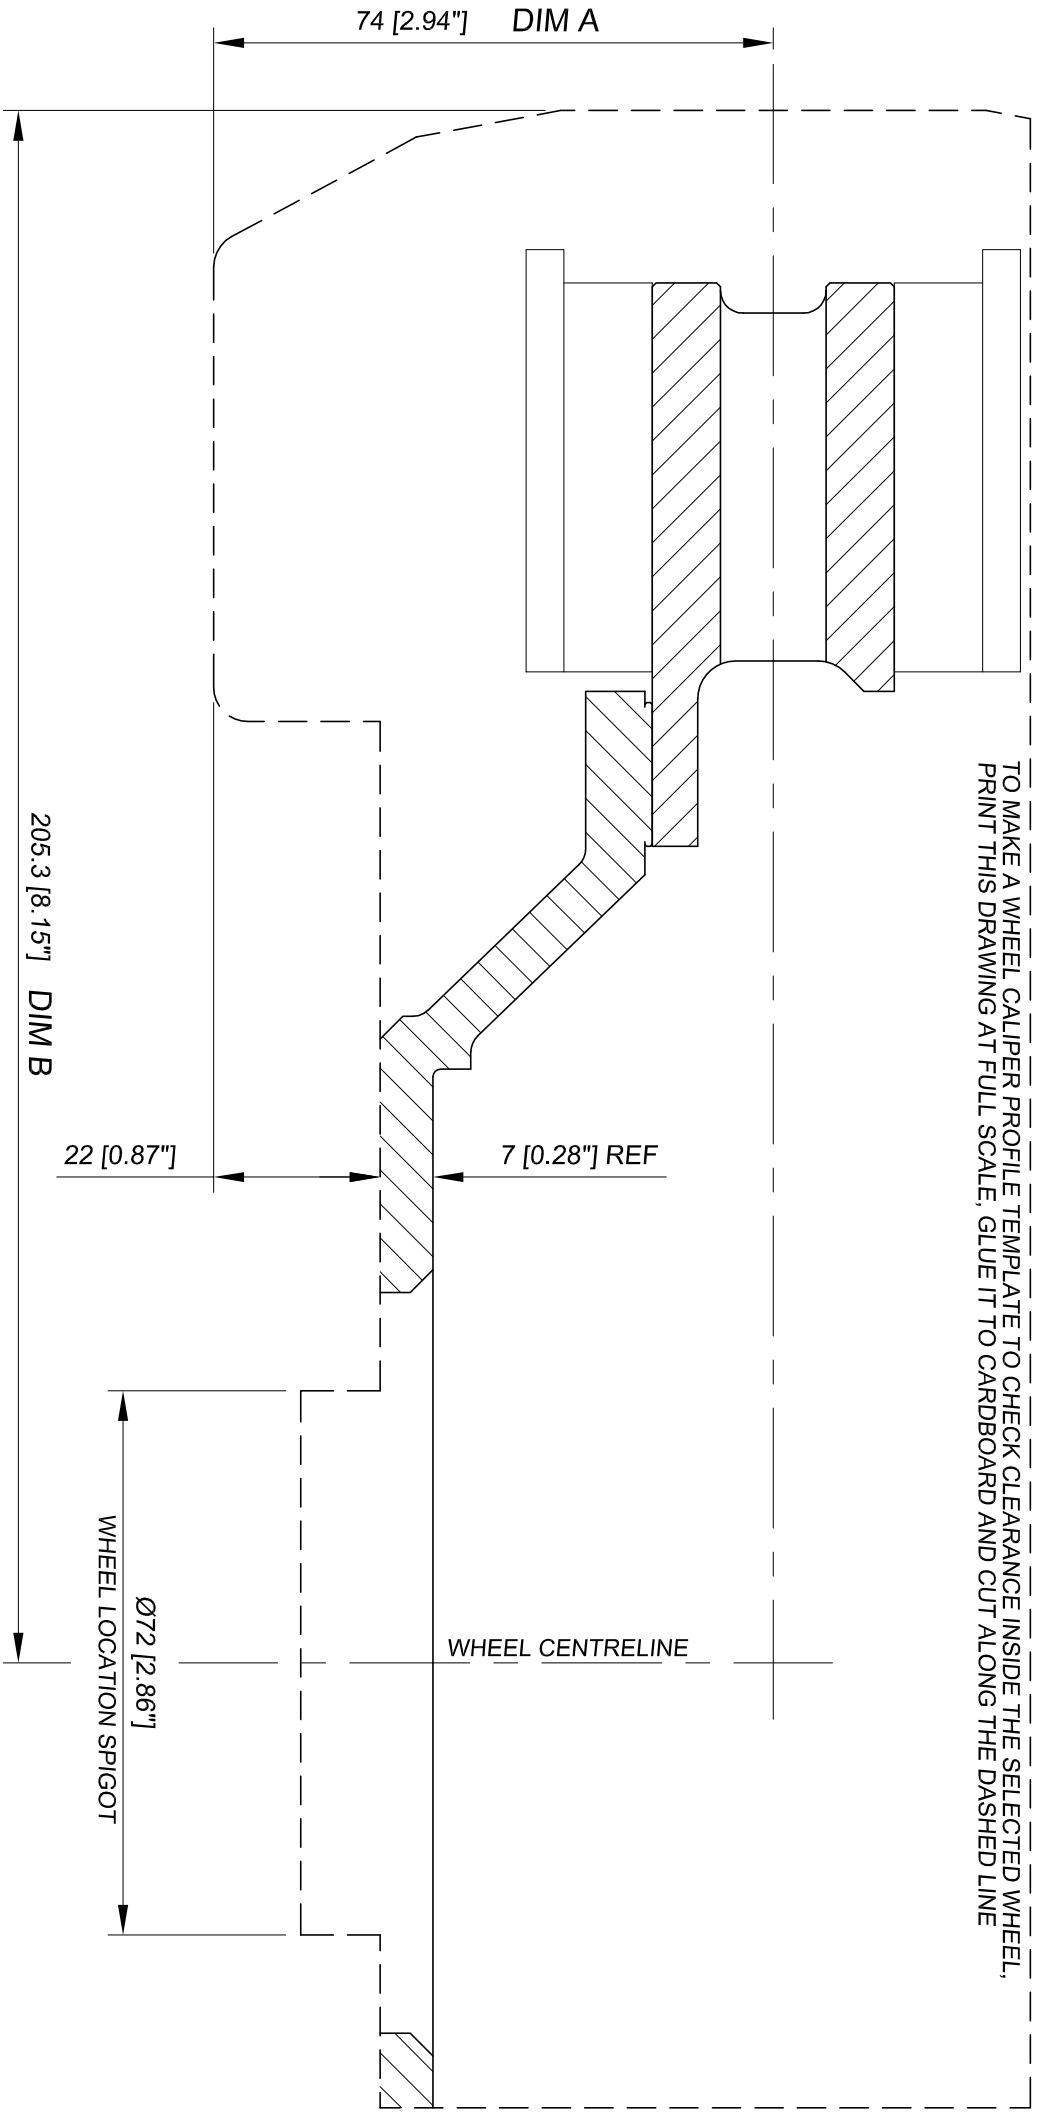 74 [2.94"] DIM A
TO MAKE A WHEEL CALIPER PROFILE TEMPLATE TO CHECK CLEARANCE INSIDE THE SELECTED WHEEL,
PRINT THIS DRAWING AT FULL SCALE, GLUE IT TO CARDBOARD AND CUT ALONG THE DASHED LINE
205.3 [8.15"] DIM B
22 [0.87"]
7 [0.28"] REF
WHEEL CENTRELINE
Ø72 [2.86"]
WHEEL LOCATION SPIGOT